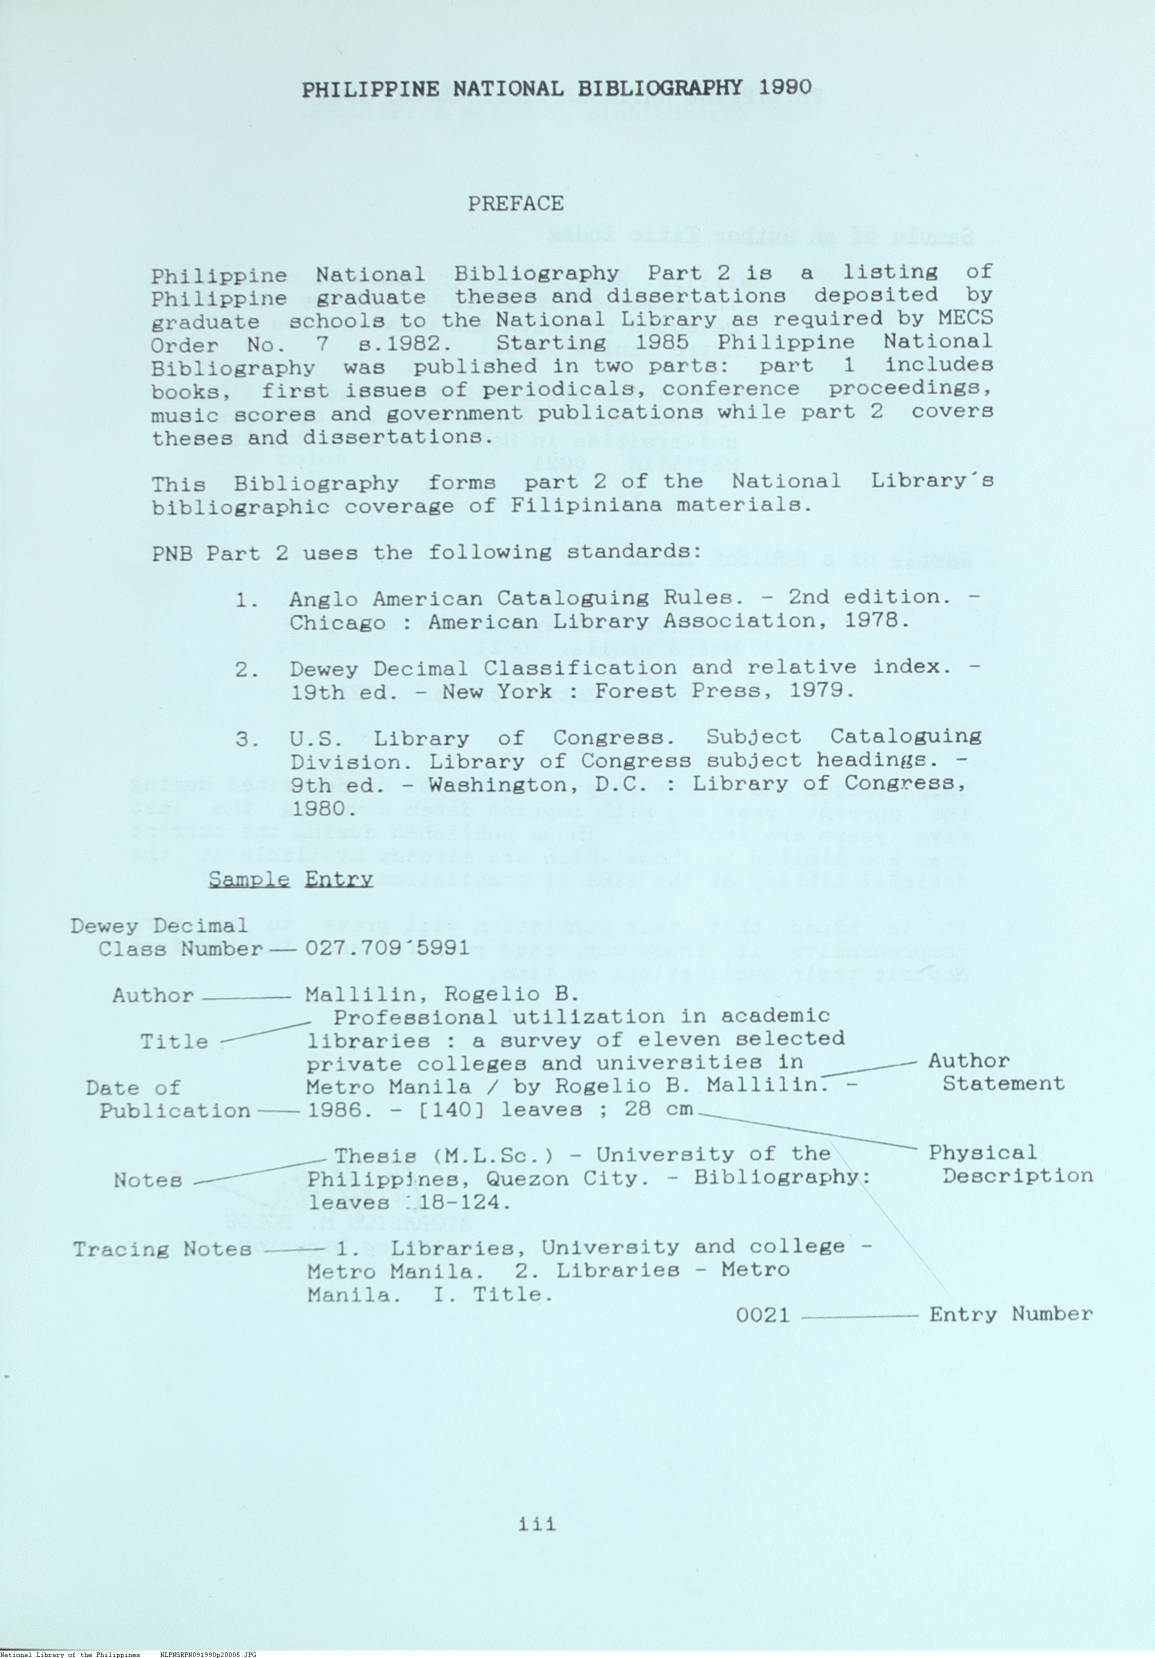 PHILIPPINE NATIONAL BIBLIOGRAPHY 1990
PREFACE
Philippine National Bibliography Part 2 is a listing of
Philippine graduate theses and dissertations deposited by
graduate schools to the National Library as required by MECS
Order No. 7 s.1982. Starting 1985 Philippine National
Bibliography was published in two parts: part 1 includes
books, first issues of periodicals, conference proceedings,
music scores and government publications while part 2 covers
theses and dissertations.
This Bibliography forms part 2 of the National Library´s
bibliographic coverage of Filipiniana materials.
PNB Part 2 uses the following standards:
1. Anglo American Cataloguing Rules. - 2nd edition. -
Chicago : American Library Association, 1978.
2. Dewey Decimal Classification and relative index. -
19th ed. - New York : Forest Press, 1979.
3. U.S. Library of Congress. Subject Cataloguing
Division. Library of Congress subject headings. -
9th ed. - Washington, D.C. : Library of Congress,
1980.
Sample Entry
Dewey Decimal
Class Number — 027.709´5991
Author — Mallilin, Rogelio B.
Professional utilization in academic
Title — libraries : a survey of eleven selected
private colleges and universities in — Author
Date of Metro Manila / by Rogelio B. Mallilin. - Statement
Publication — 1986. - [140] leaves ; 28 cm
Thesis (M.L.Sc.) - University of the Physical
Notes — Philippines, Quezon City. - Bibliography: Description
leaves 118-124.
Tracing Notes — 1. Libraries, University and college -
Metro Manila. 2. Libraries - Metro
Manila. I. Title.
0021 — Entry Number
iii
National Library of the Philippines NLPNSRPN091990p20005.JPG